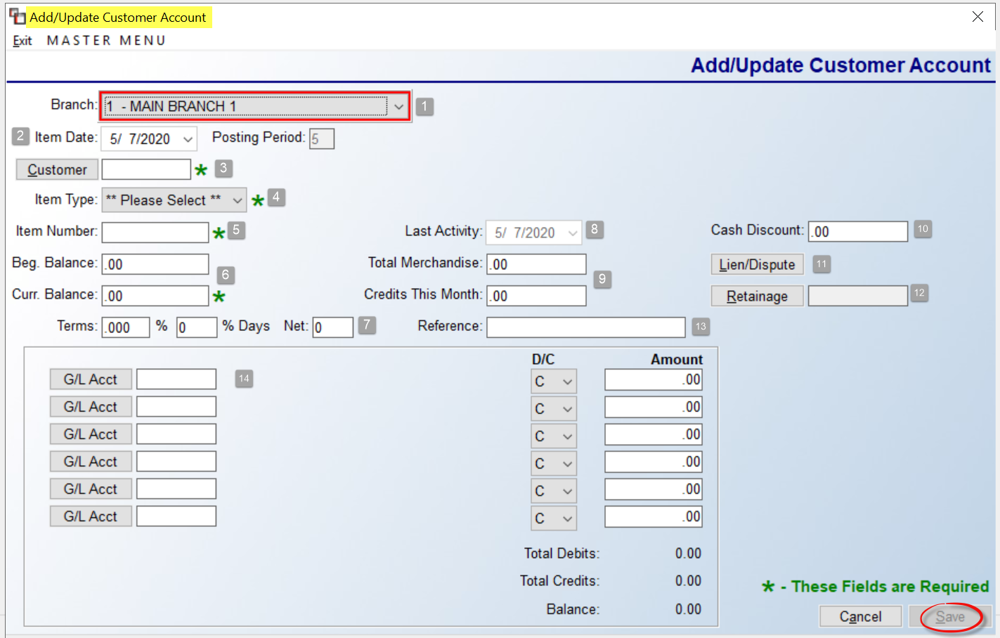 Add/Update Customer Account
Exit MASTER MENU
Add/Update Customer Account
Branch: 1 - MAIN BRANCH 1 1
2 Item Date: 5/ 7/2020 Posting Period: 5
Customer * 3
Item Type: ** Please Select ** * 4
Item Number: * 5 Last Activity: 5/ 7/2020 8 Cash Discount: .00 10
Beg. Balance: .00 6 Total Merchandise: .00 9 Lien/Dispute 11
Curr. Balance: .00 * Credits This Month: .00 Retainage 12
Terms: .000 % 0 % Days Net: 0 7 Reference: 13
D/C Amount
G/L Acct 14 C .00
G/L Acct C .00
G/L Acct C .00
G/L Acct C .00
G/L Acct C .00
G/L Acct C .00
Total Debits: 0.00
Total Credits: 0.00
* - These Fields are Required
Balance: 0.00
Cancel Save